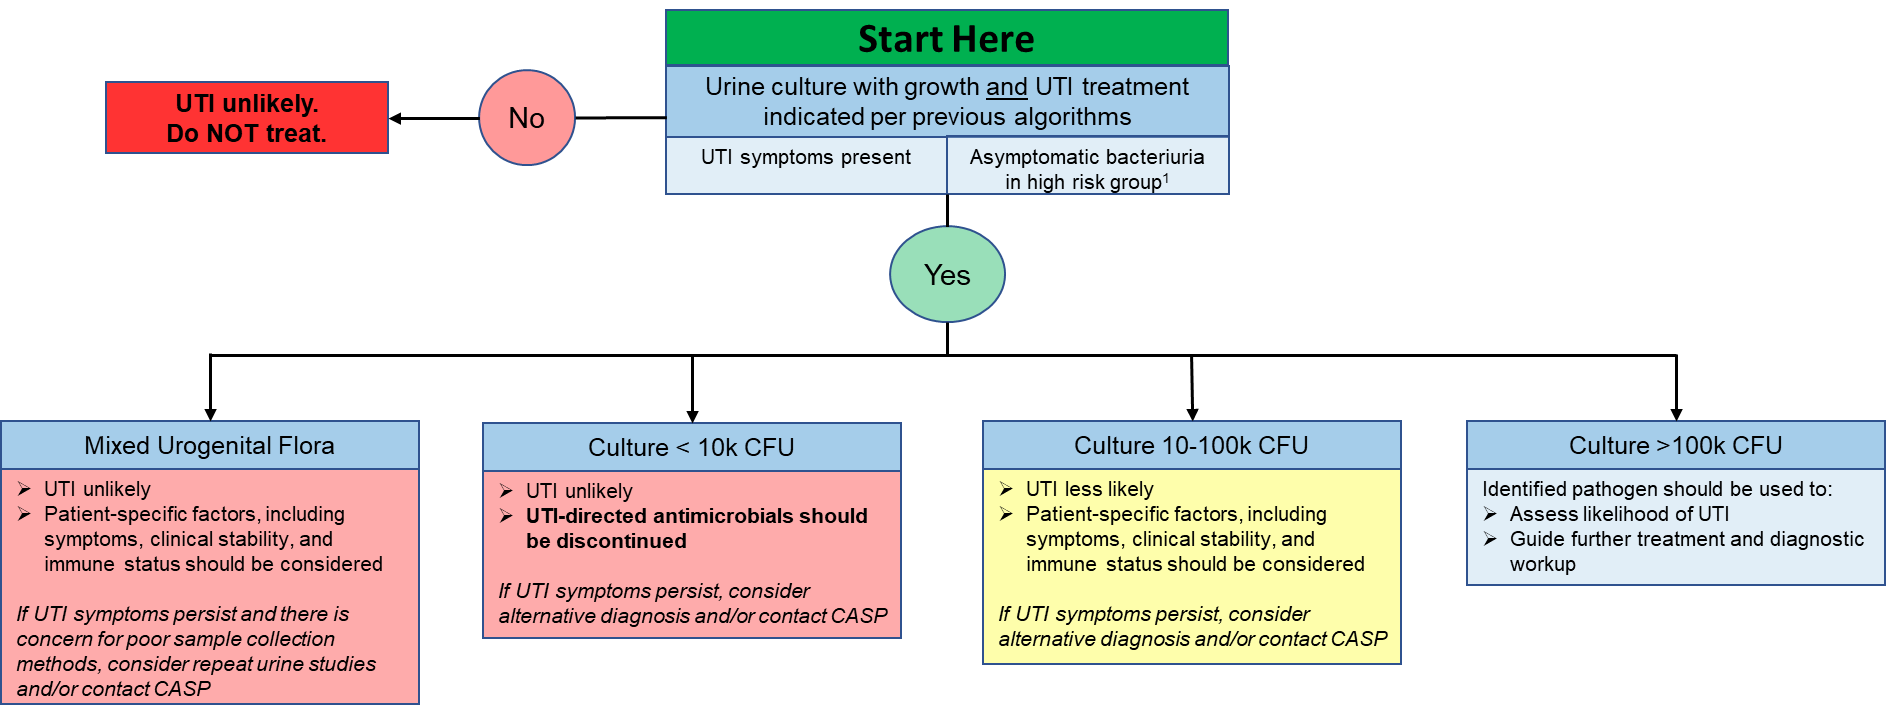 Start Here
Urine culture with growth and UTI treatment
indicated per previous algorithms
UTI symptoms present
Asymptomatic bacteriuria
in high risk group¹
No
UTI unlikely.
Do NOT treat.
Yes
Mixed Urogenital Flora
➢ UTI unlikely
➢ Patient-specific factors, including
symptoms, clinical stability, and
immune status should be considered
If UTI symptoms persist and there is
concern for poor sample collection
methods, consider repeat urine studies
and/or contact CASP
Culture < 10k CFU
➢ UTI unlikely
➢ UTI-directed antimicrobials should
be discontinued
If UTI symptoms persist, consider
alternative diagnosis and/or contact CASP
Culture 10-100k CFU
➢ UTI less likely
➢ Patient-specific factors, including
symptoms, clinical stability, and
immune status should be considered
If UTI symptoms persist, consider
alternative diagnosis and/or contact CASP
Culture >100k CFU
Identified pathogen should be used to:
➢ Assess likelihood of UTI
➢ Guide further treatment and diagnostic
workup